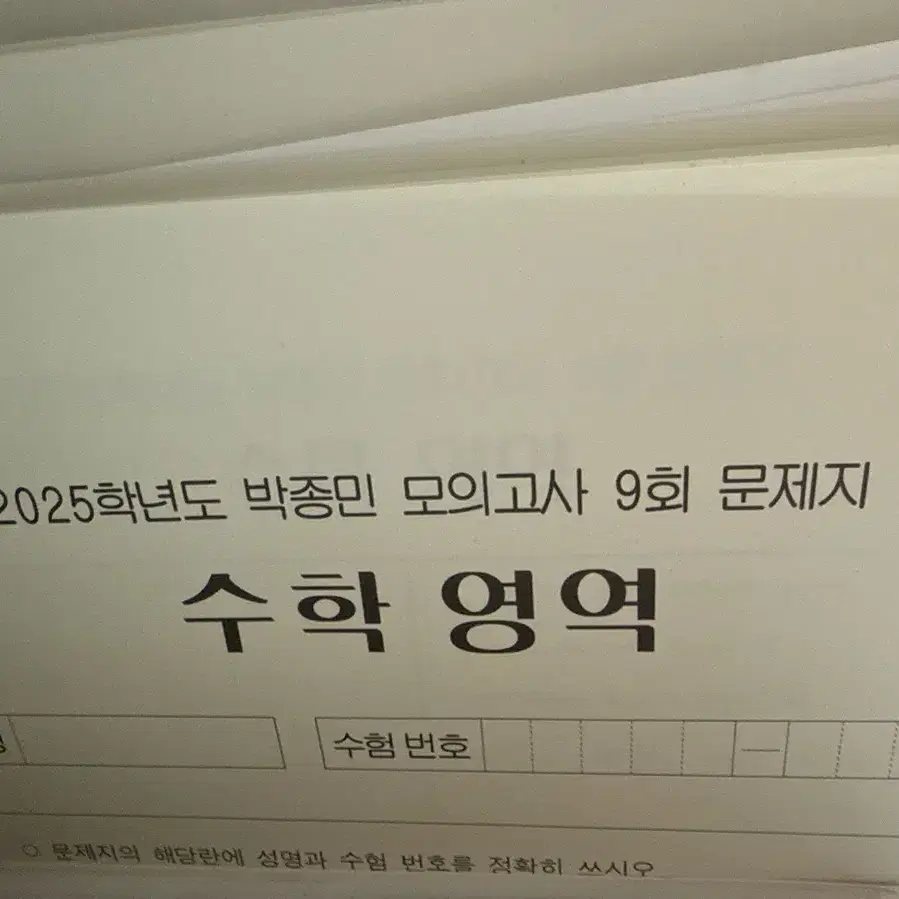 2025학년도 박종민 모의고사 9회 문제지
수학 영역
수험 번호 —
○ 문제지의 해당란에 성명과 수험 번호를 정확히 쓰시오